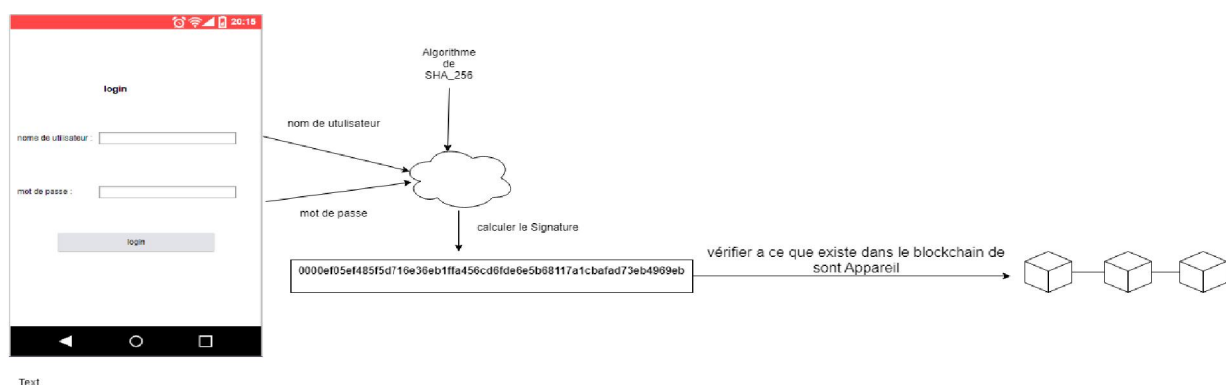 20:15
login
nome de utilisateur :
mot de passe :
login
nom de utulisateur
mot de passe
Algorithme
de
SHA_256
calculer le Signature
0000ef05ef485f5d716e36eb1ffa456cd6fde6e5b68117a1cbafad73eb4969eb
vérifier a ce que existe dans le blockchain de
sont Appareil
Text